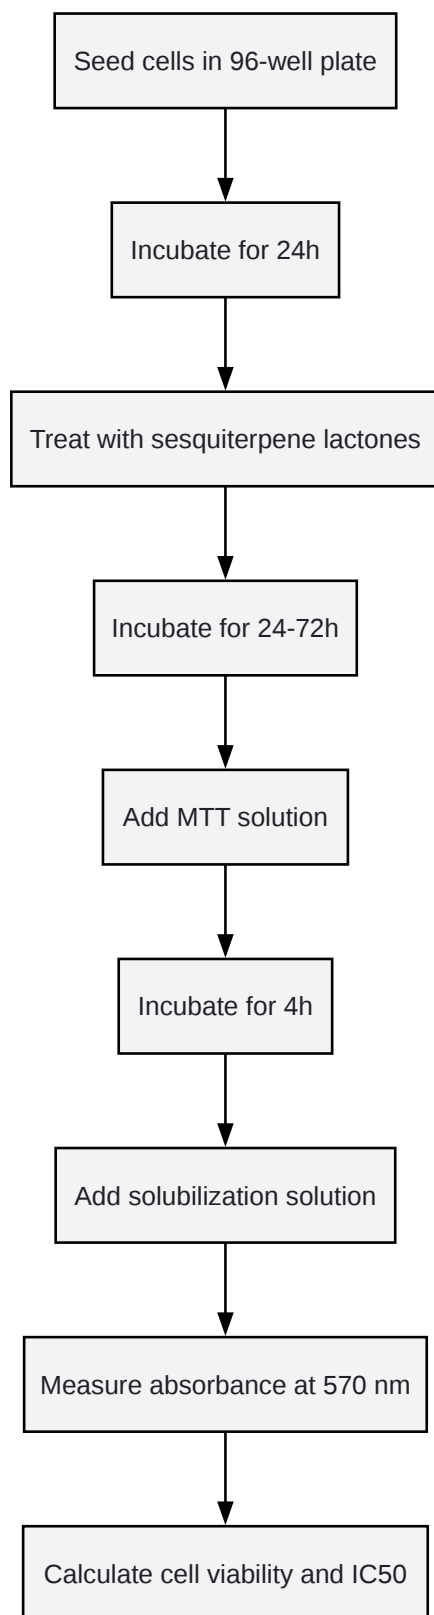 Seed cells in 96-well plate
Incubate for 24h
Treat with sesquiterpene lactones
Incubate for 24-72h
Add MTT solution
Incubate for 4h
Add solubilization solution
Measure absorbance at 570 nm
Calculate cell viability and IC50